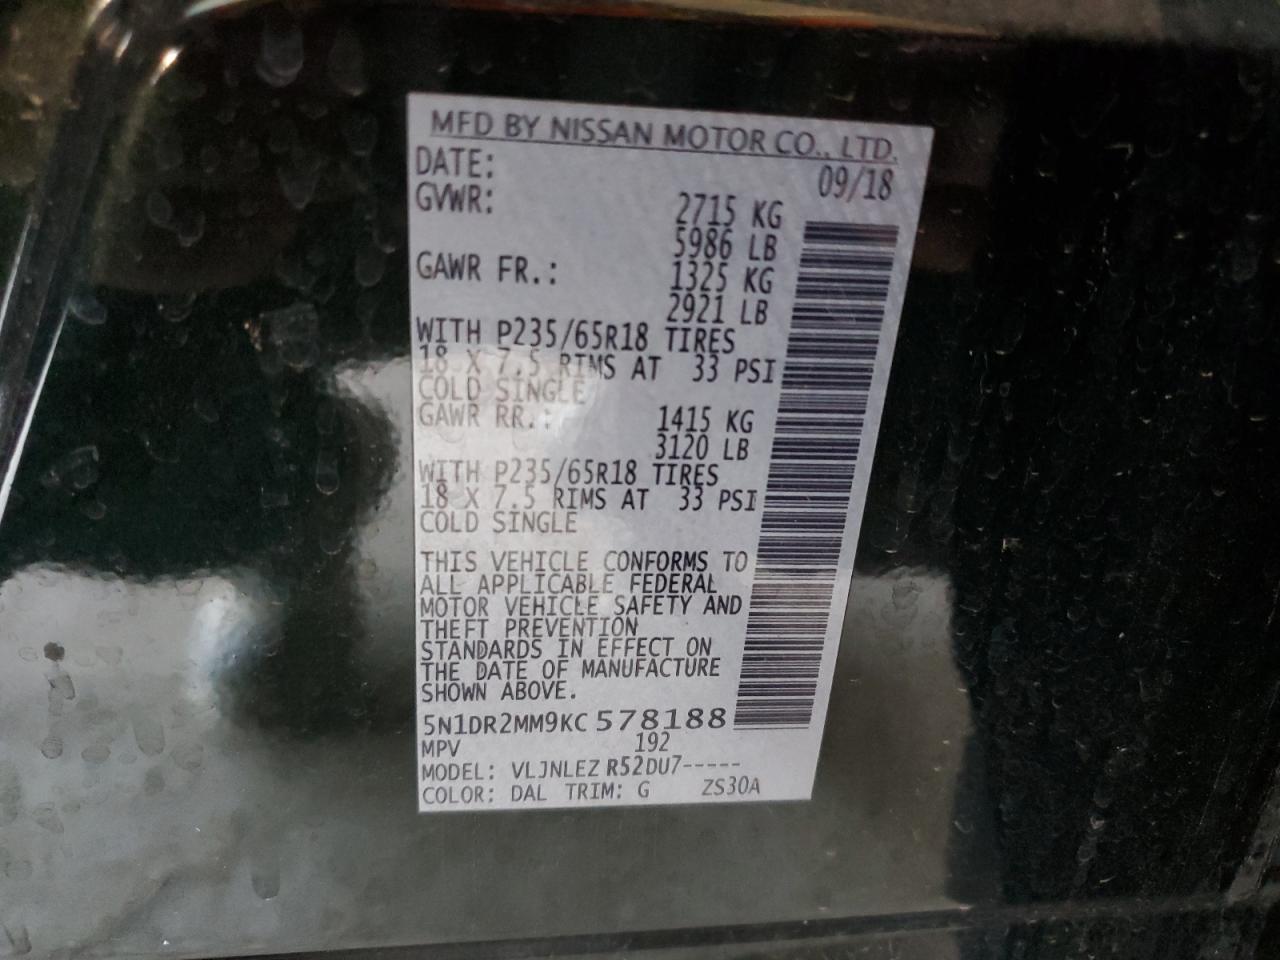 MFD BY NISSAN MOTOR CO., LTD.
DATE: 09/18
GVWR: 2715 KG
5986 LB
GAWR FR.: 1325 KG
2921 LB
WITH P235/65R18 TIRES
18 X 7.5 RIMS AT 33 PSI
COLD SINGLE
GAWR RR.: 1415 KG
3120 LB
WITH P235/65R18 TIRES
18 X 7.5 RIMS AT 33 PSI
COLD SINGLE
THIS VEHICLE CONFORMS TO
ALL APPLICABLE FEDERAL
MOTOR VEHICLE SAFETY AND
THEFT PREVENTION
STANDARDS IN EFFECT ON
THE DATE OF MANUFACTURE
SHOWN ABOVE.
5N1DR2MM9KC 578188
MPV 192
MODEL: VLJNLEZ R52DU7-----
COLOR: DAL TRIM: G ZS30A